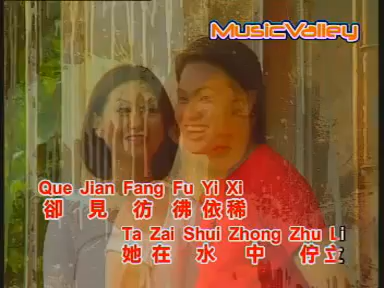 MusicValley
Que Jian Fang Fu Yi Xi
卻 見 彷 彿 依 稀
Ta Zai Shui Zhong Zhu Li
她 在 水 中 佇 立